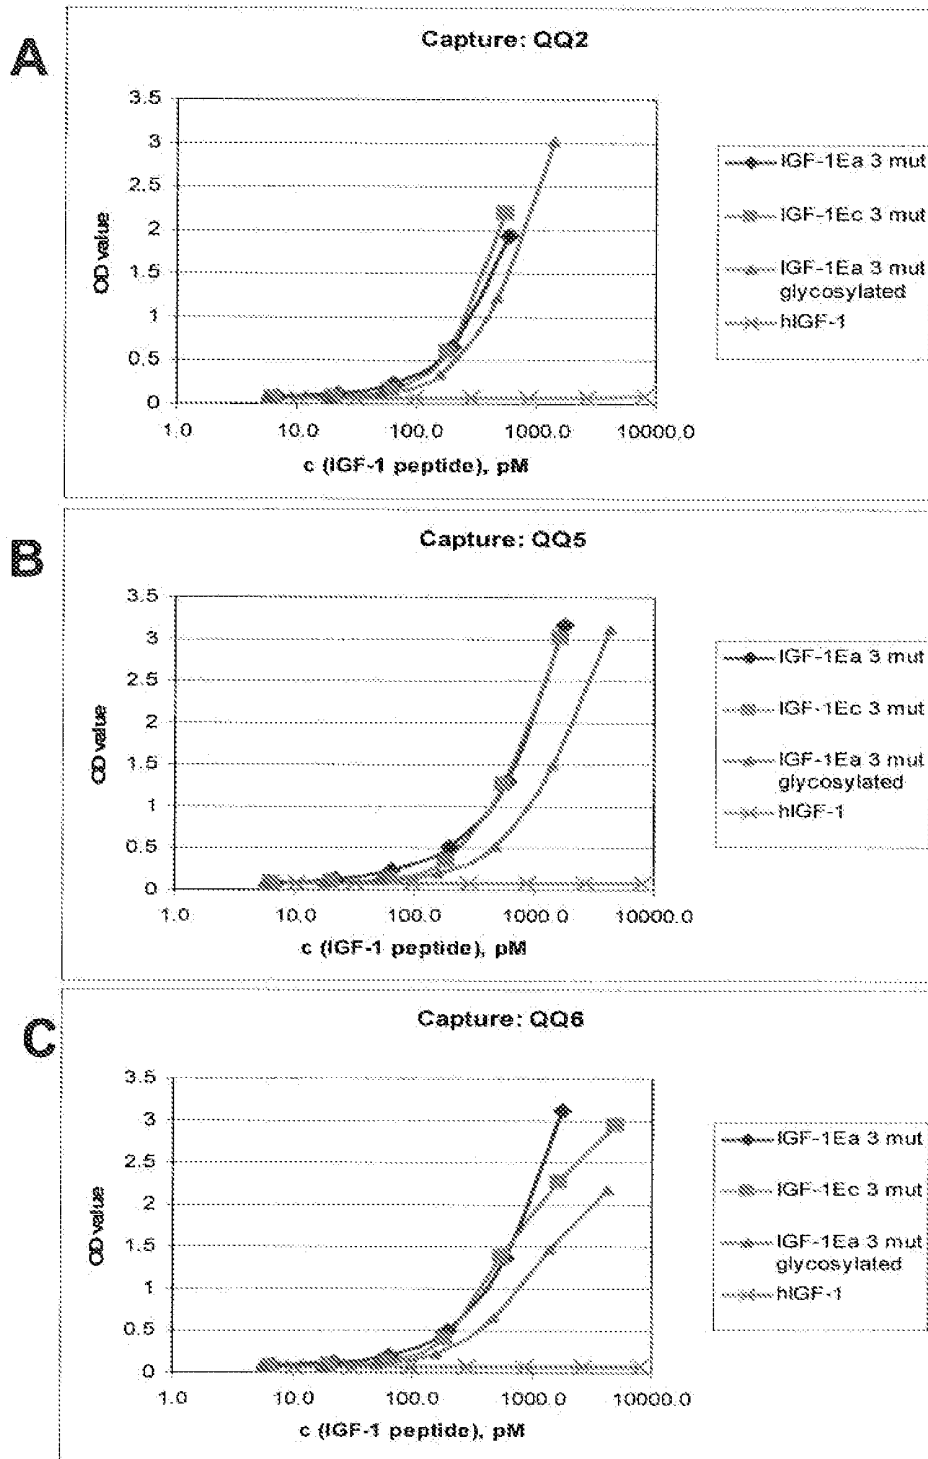 A
Capture: QQ2
3.5
3
2.5
2
1.5
1
0.5
0
OD value
1.0 10.0 100.0 1000.0 10000.0
c (IGF-1 peptide), pM
IGF-1Ea 3 mut
IGF-1Ec 3 mut
IGF-1Ea 3 mut
glycosylated
hIGF-1
B
Capture: QQ5
3.5
3
2.5
2
1.5
1
0.5
0
OD value
1.0 10.0 100.0 1000.0 10000.0
c (IGF-1 peptide), pM
IGF-1Ea 3 mut
IGF-1Ec 3 mut
IGF-1Ea 3 mut
glycosylated
hIGF-1
C
Capture: QQ6
3.5
3
2.5
2
1.5
1
0.5
0
OD value
1.0 10.0 100.0 1000.0 10000.0
c (IGF-1 peptide), pM
IGF-1Ea 3 mut
IGF-1Ec 3 mut
IGF-1Ea 3 mut
glycosylated
hIGF-1